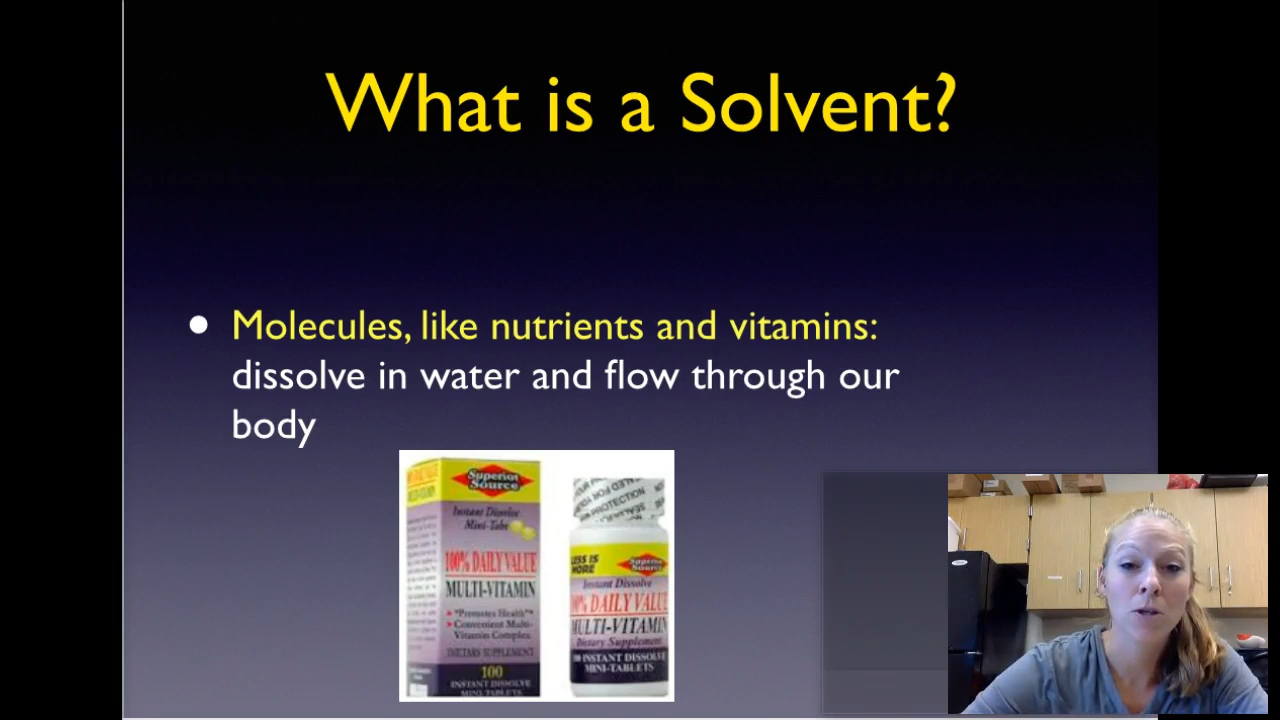 What is a Solvent?
Molecules, like nutrients and vitamins:
dissolve in water and flow through our
body
Superior
Source
Instant Dissolve
Mini-Tabs
100% DAILY VALUE
MULTI-VITAMIN
"Promotes Health"
Convenient Multi-
Vitamin Complex
DIETARY SUPPLEMENT
100
INSTANT DISSOLVE
MINI-TABLETS
PROTECTION
LESS IS
MORE
Superior
Source
Instant Dissolve
DAILY VALUE
MULTI-VITAMIN
Dietary Supplement
INSTANT DISSOLVE
MINI-TABLETS